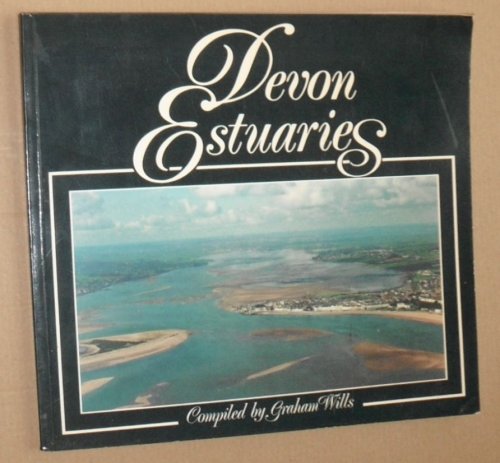 Devon
Estuaries
Compiled by Graham Wills